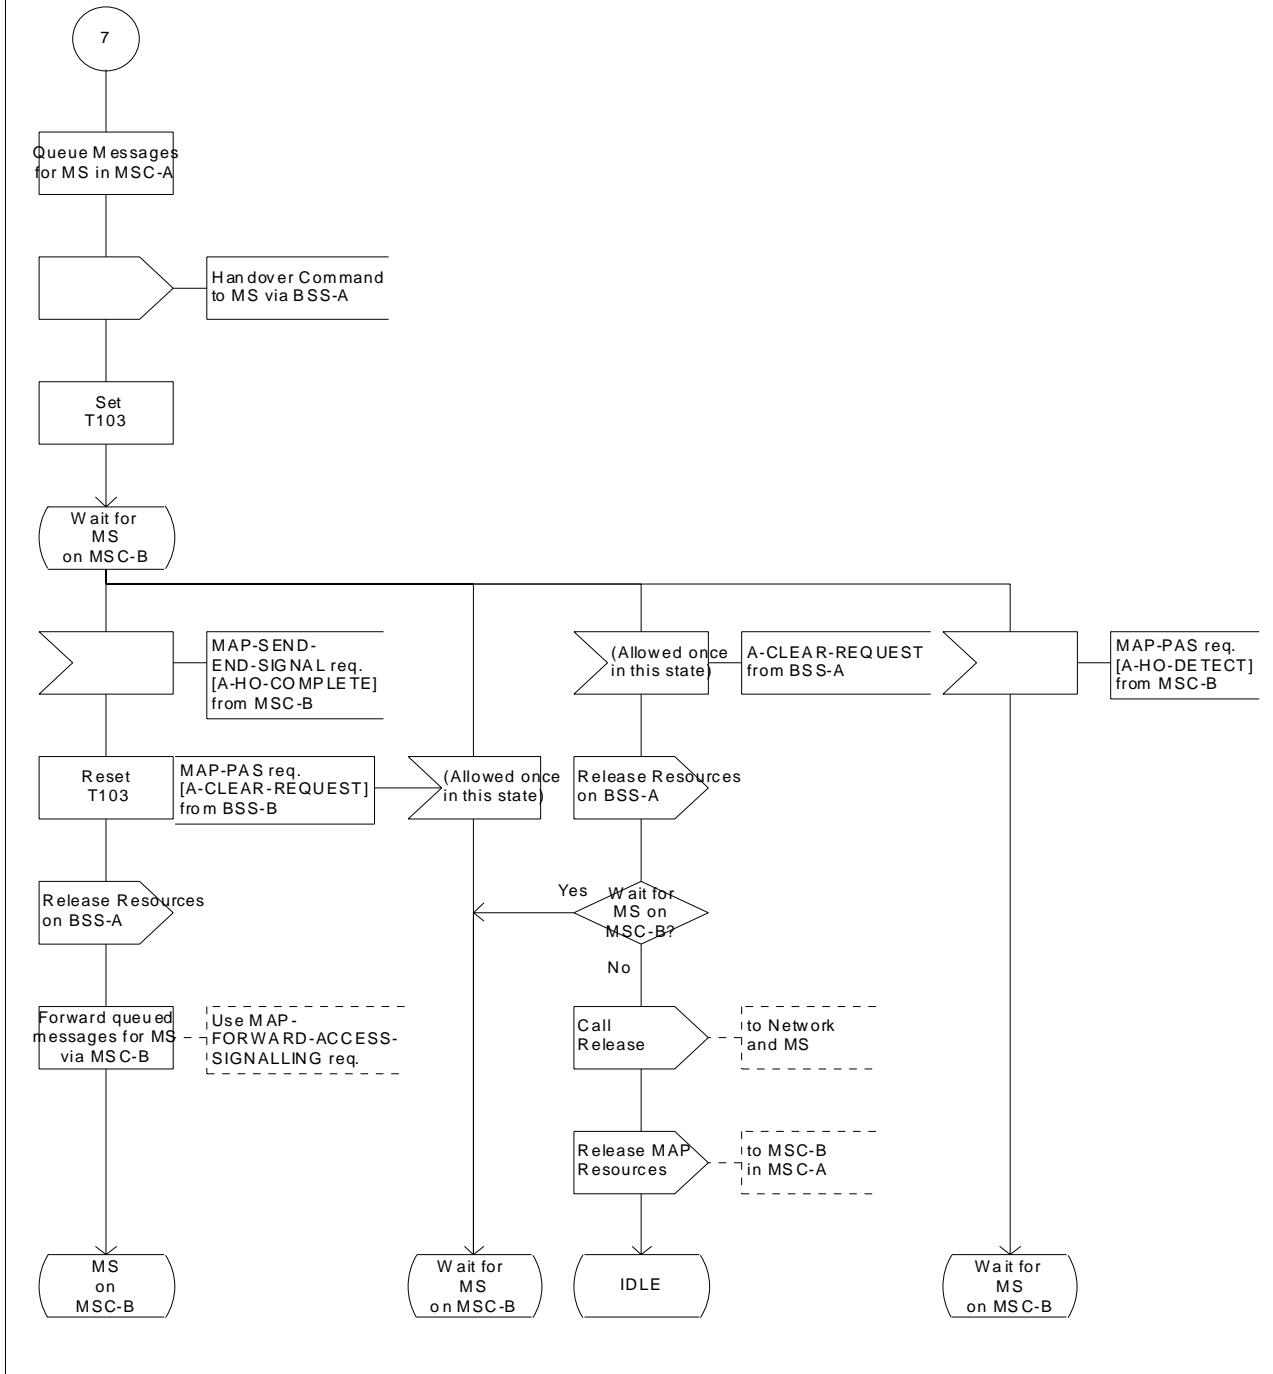 7
Queue Messages
for MS in MSC-A
Handover Command
to MS via BSS-A
Set
T103
Wait for
MS
on MSC-B
MAP-SEND-
END-SIGNAL req.
[A-HO-COMPLETE]
from MSC-B
(Allowed once
in this state)
A-CLEAR-REQUEST
from BSS-A
MAP-PAS req.
[A-HO-DETECT]
from MSC-B
Reset
T103
MAP-PAS req.
[A-CLEAR-REQUEST]
from BSS-B
(Allowed once
in this state)
Release Resources
on BSS-A
Release Resources
on BSS-A
Yes
Wait for
MS on
MSC-B?
No
Forward queued
messages for MS
via MSC-B
Use MAP-
FORWARD-ACCESS-
SIGNALLING req.
Call
Release
to Network
and MS
Release MAP
Resources
to MSC-B
in MSC-A
MS
on
MSC-B
Wait for
MS
on MSC-B
IDLE
Wait for
MS
on MSC-B